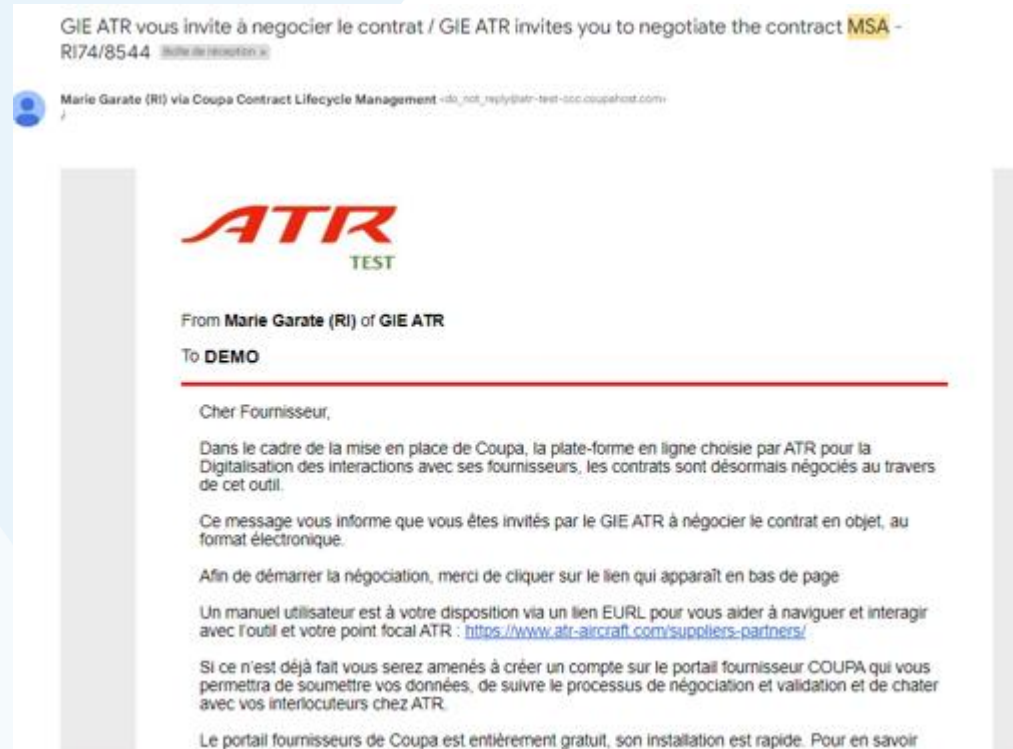 GIE ATR vous invite à negocier le contrat / GIE ATR invites you to negotiate the contract MSA -
RI74/8544 Boîte de réception x
Marie Garate (RI) via Coupa Contract Lifecycle Management <do_not_reply@atr-test-ccc.coupahost.com>
ATR
TEST
From Marie Garate (RI) of GIE ATR
To DEMO
Cher Fournisseur,
Dans le cadre de la mise en place de Coupa, la plate-forme en ligne choisie par ATR pour la
Digitalisation des interactions avec ses fournisseurs, les contrats sont désormais négociés au travers
de cet outil.
Ce message vous informe que vous êtes invités par le GIE ATR à négocier le contrat en objet, au
format électronique.
Afin de démarrer la négociation, merci de cliquer sur le lien qui apparaît en bas de page
Un manuel utilisateur est à votre disposition via un lien EURL pour vous aider à naviguer et interagir
avec l'outil et votre point focal ATR : https://www.atr-aircraft.com/suppliers-partners/
Si ce n'est déjà fait vous serez amenés à créer un compte sur le portail fournisseur COUPA qui vous
permettra de soumettre vos données, de suivre le processus de négociation et validation et de chater
avec vos interlocuteurs chez ATR.
Le portail fournisseurs de Coupa est entièrement gratuit, son installation est rapide. Pour en savoir